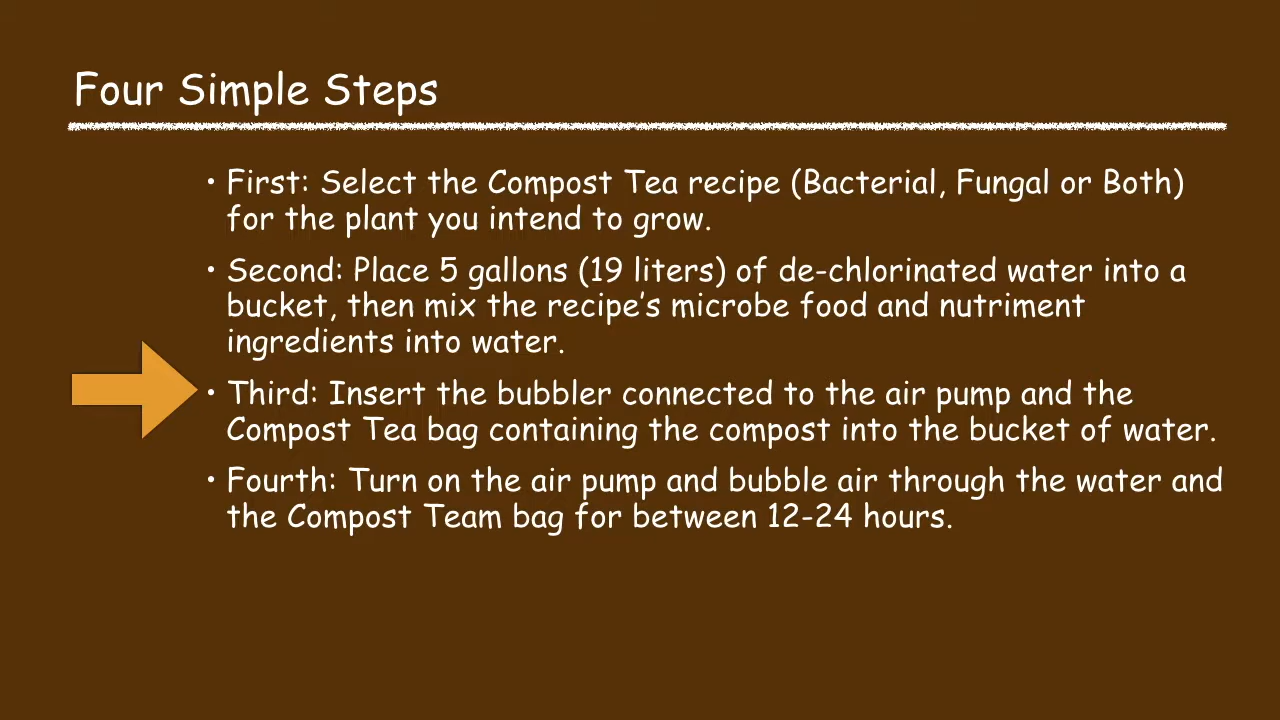 Four Simple Steps
• First: Select the Compost Tea recipe (Bacterial, Fungal or Both)
for the plant you intend to grow.
• Second: Place 5 gallons (19 liters) of de-chlorinated water into a
bucket, then mix the recipe’s microbe food and nutriment
ingredients into water.
• Third: Insert the bubbler connected to the air pump and the
Compost Tea bag containing the compost into the bucket of water.
• Fourth: Turn on the air pump and bubble air through the water and
the Compost Team bag for between 12-24 hours.